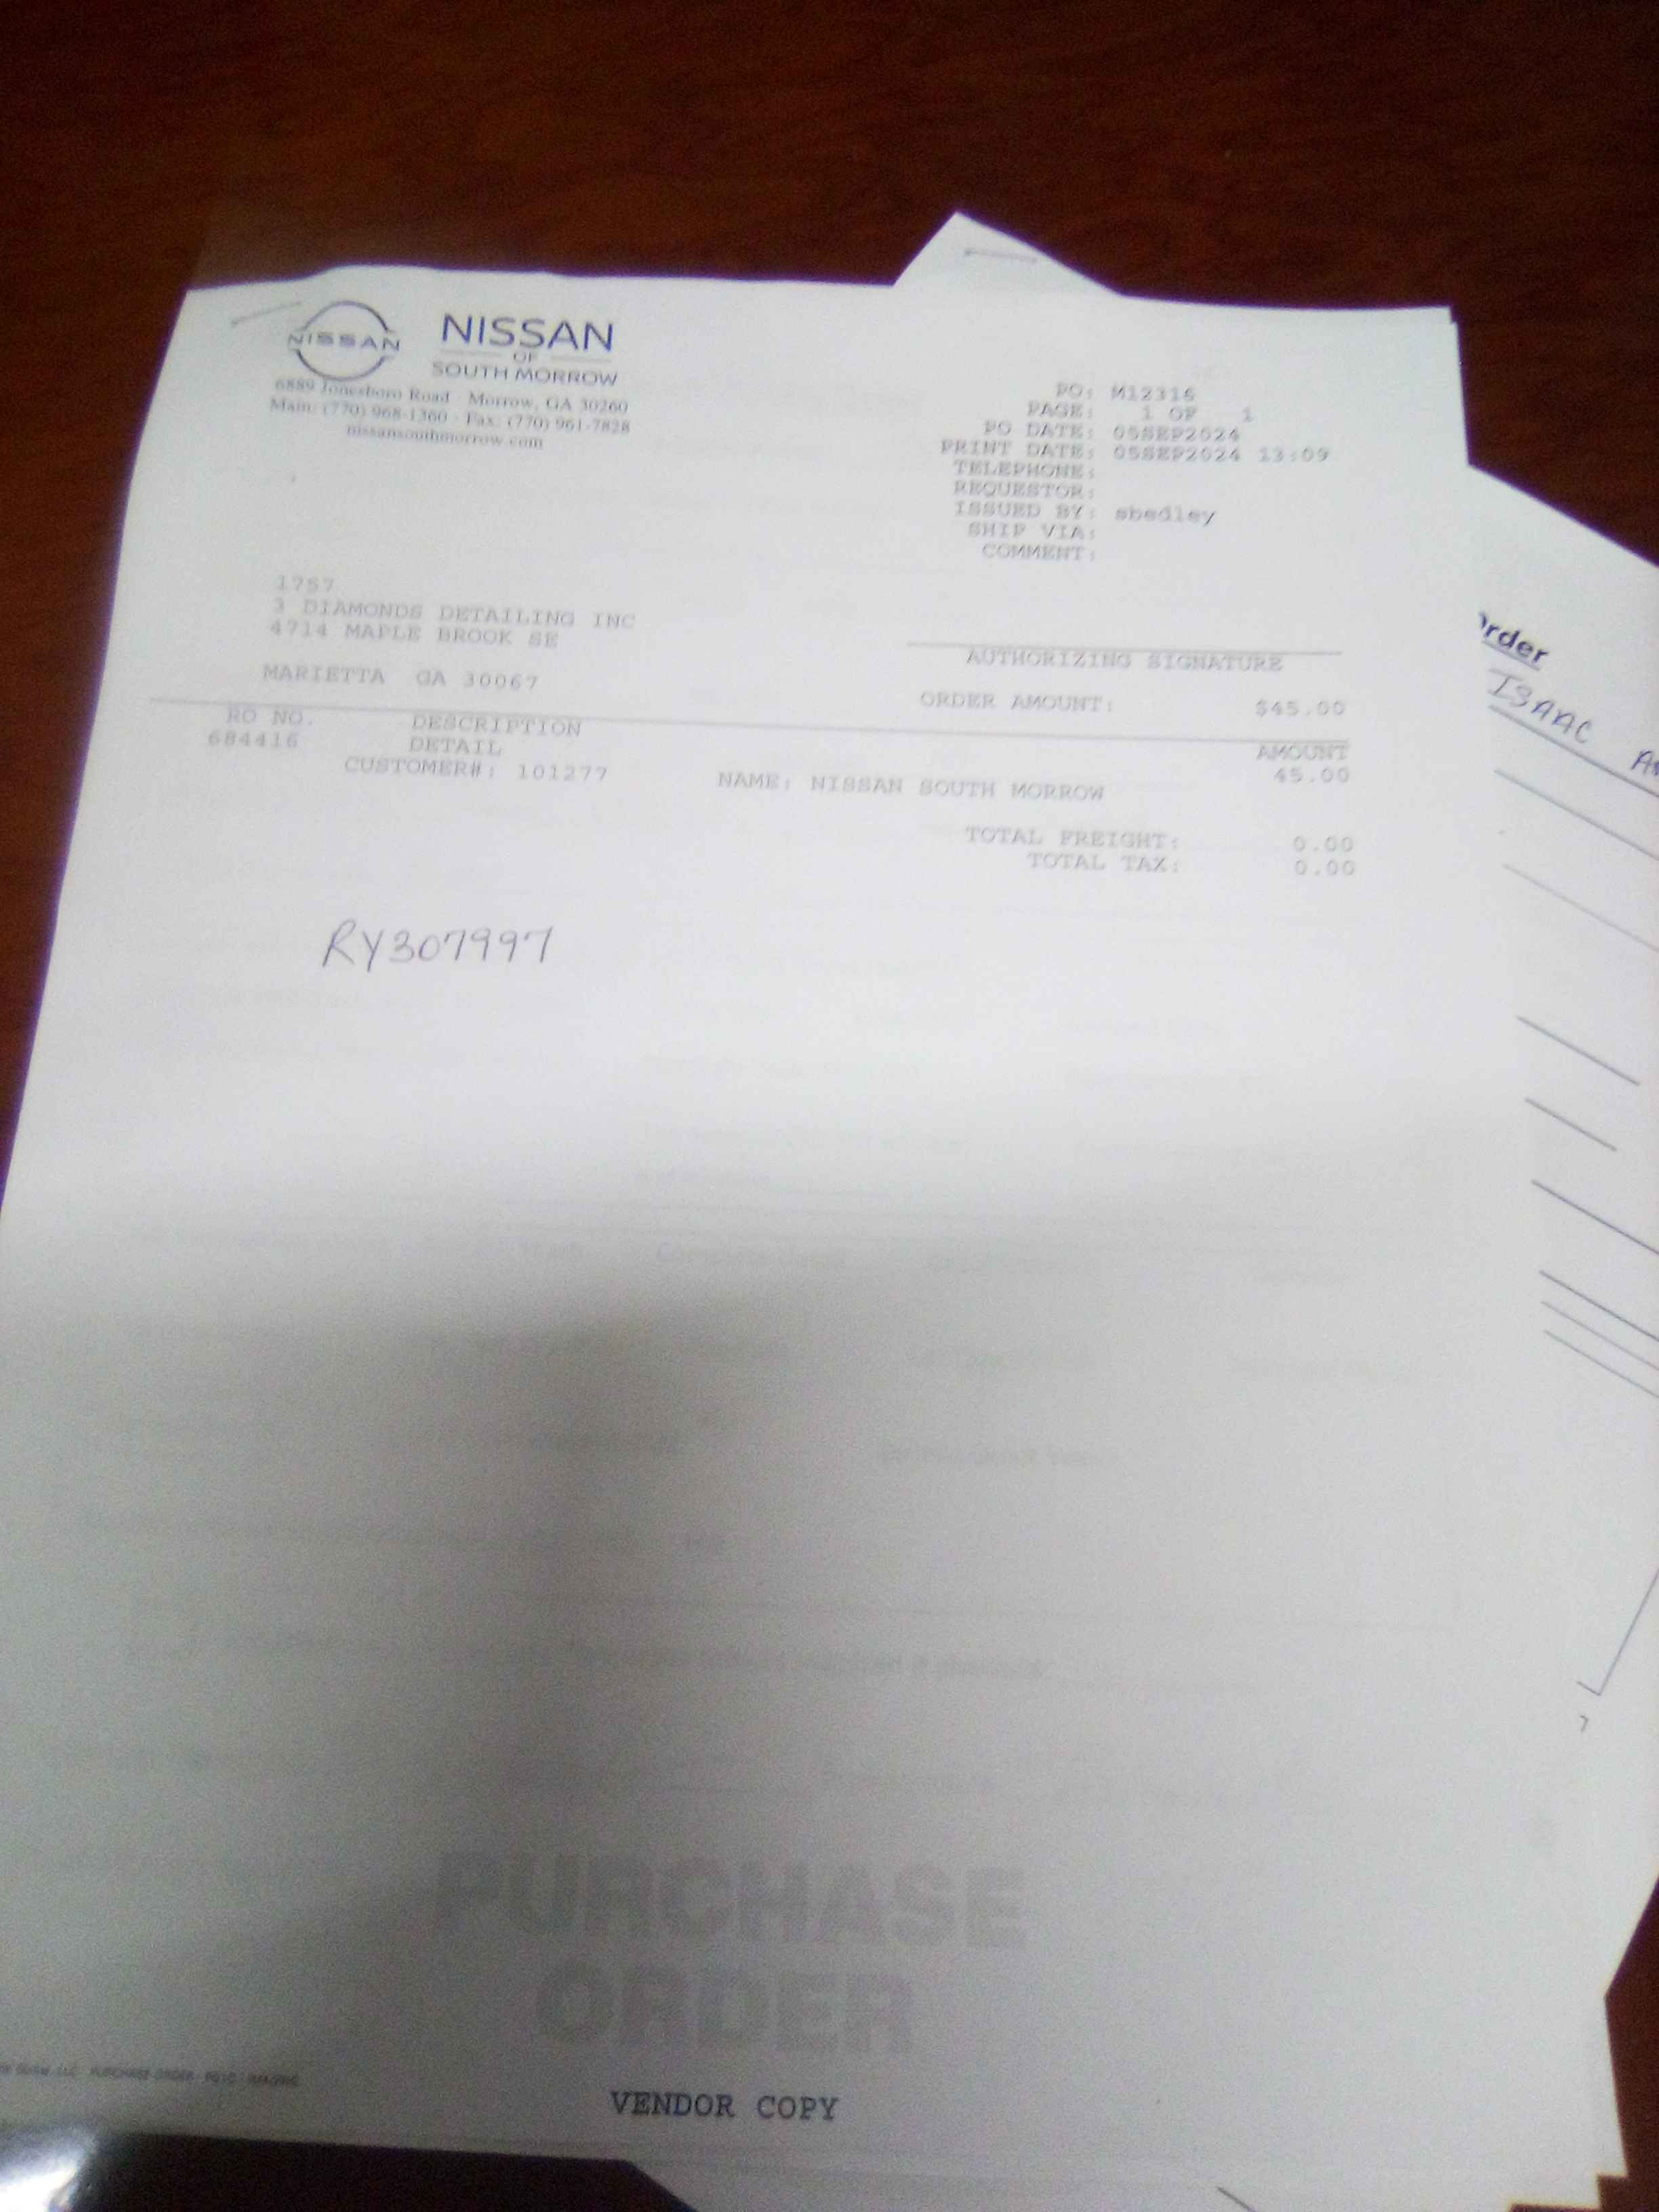 NISSAN
NISSAN
OF
SOUTH MORROW
6889 Jonesboro Road Morrow, GA 30260
Main: (770) 968-1360 · Fax: (770) 961-7828
nissansouthmorrow.com
PO: M12316
PAGE: 1 OF 1
PO DATE: 05SEP2024
PRINT DATE: 05SEP2024 13:09
TELEPHONE:
REQUESTOR:
ISSUED BY: sbedley
SHIP VIA:
COMMENT:
1757
3 DIAMONDS DETAILING INC
4714 MAPLE BROOK SE
MARIETTA GA 30067
AUTHORIZING SIGNATURE
ORDER AMOUNT: $45.00
RO NO. DESCRIPTION AMOUNT
684416 DETAIL 45.00
CUSTOMER#: 101277 NAME: NISSAN SOUTH MORROW
TOTAL FREIGHT: 0.00
TOTAL TAX: 0.00
RY307997
PURCHASE
ORDER
VENDOR COPY
Order
ISAAC